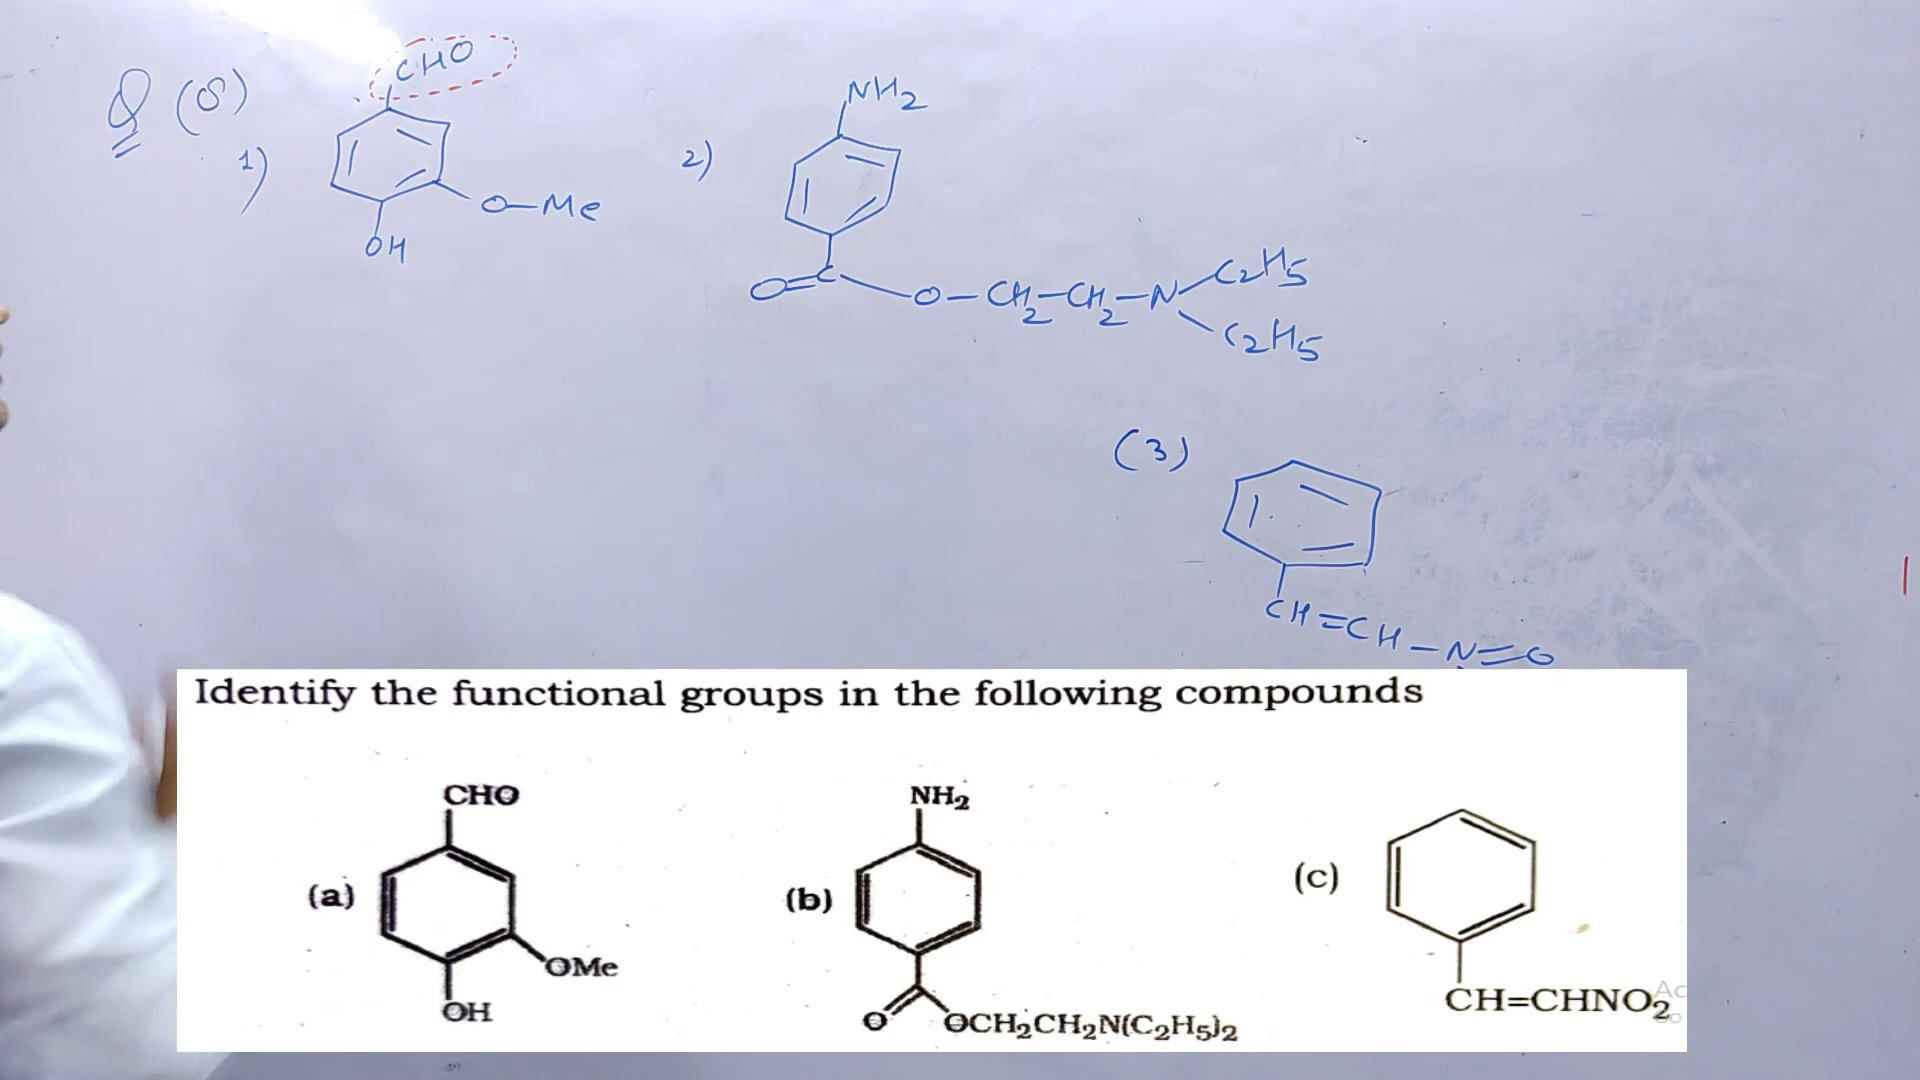 Q (8)
1)
CHO
O-Me
OH
2)
NH2
O=C
O-CH2-CH2-N
C2H5
C2H5
(3)
CH=CH-N=O
Identify the functional groups in the following compounds
(a)
CHO
OMe
OH
(b)
NH2
O
OCH2CH2N(C2H5)2
(c)
CH=CHNO2